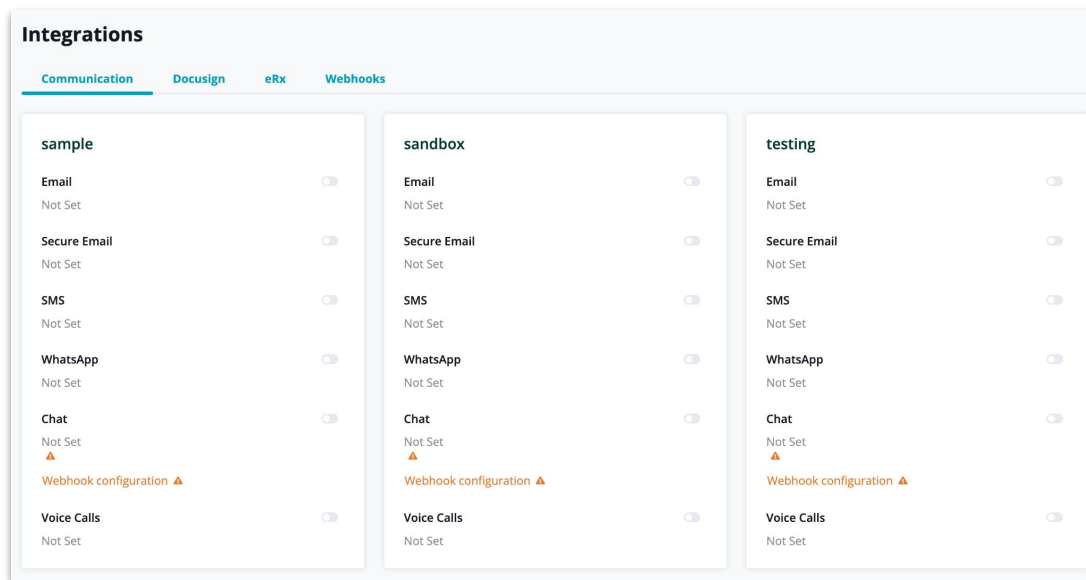 Integrations
Communication Docusign eRx Webhooks
sample
Email
Not Set
Secure Email
Not Set
SMS
Not Set
WhatsApp
Not Set
Chat
Not Set
Webhook configuration
Voice Calls
Not Set
sandbox
Email
Not Set
Secure Email
Not Set
SMS
Not Set
WhatsApp
Not Set
Chat
Not Set
Webhook configuration
Voice Calls
Not Set
testing
Email
Not Set
Secure Email
Not Set
SMS
Not Set
WhatsApp
Not Set
Chat
Not Set
Webhook configuration
Voice Calls
Not Set